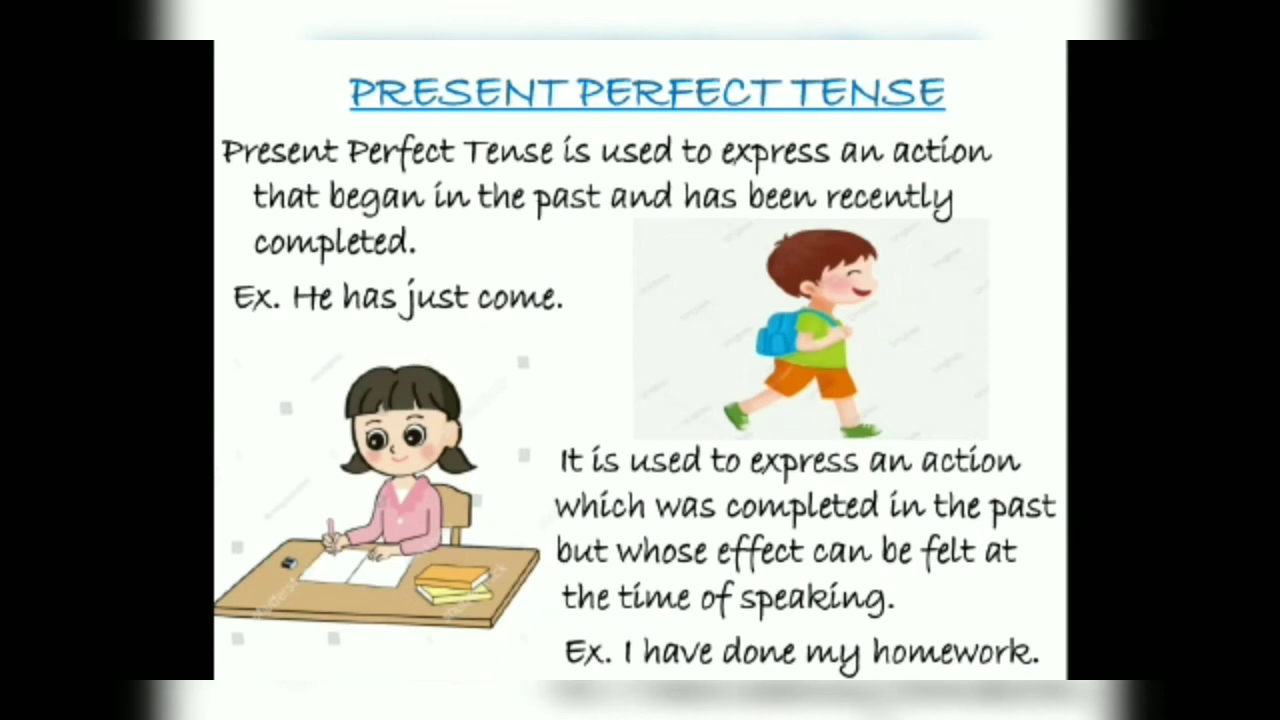 PRESENT PERFECT TENSE
Present Perfect Tense is used to express an action
that began in the past and has been recently
completed.
Ex. He has just come.
It is used to express an action
which was completed in the past
but whose effect can be felt at
the time of speaking.
Ex. I have done my homework.